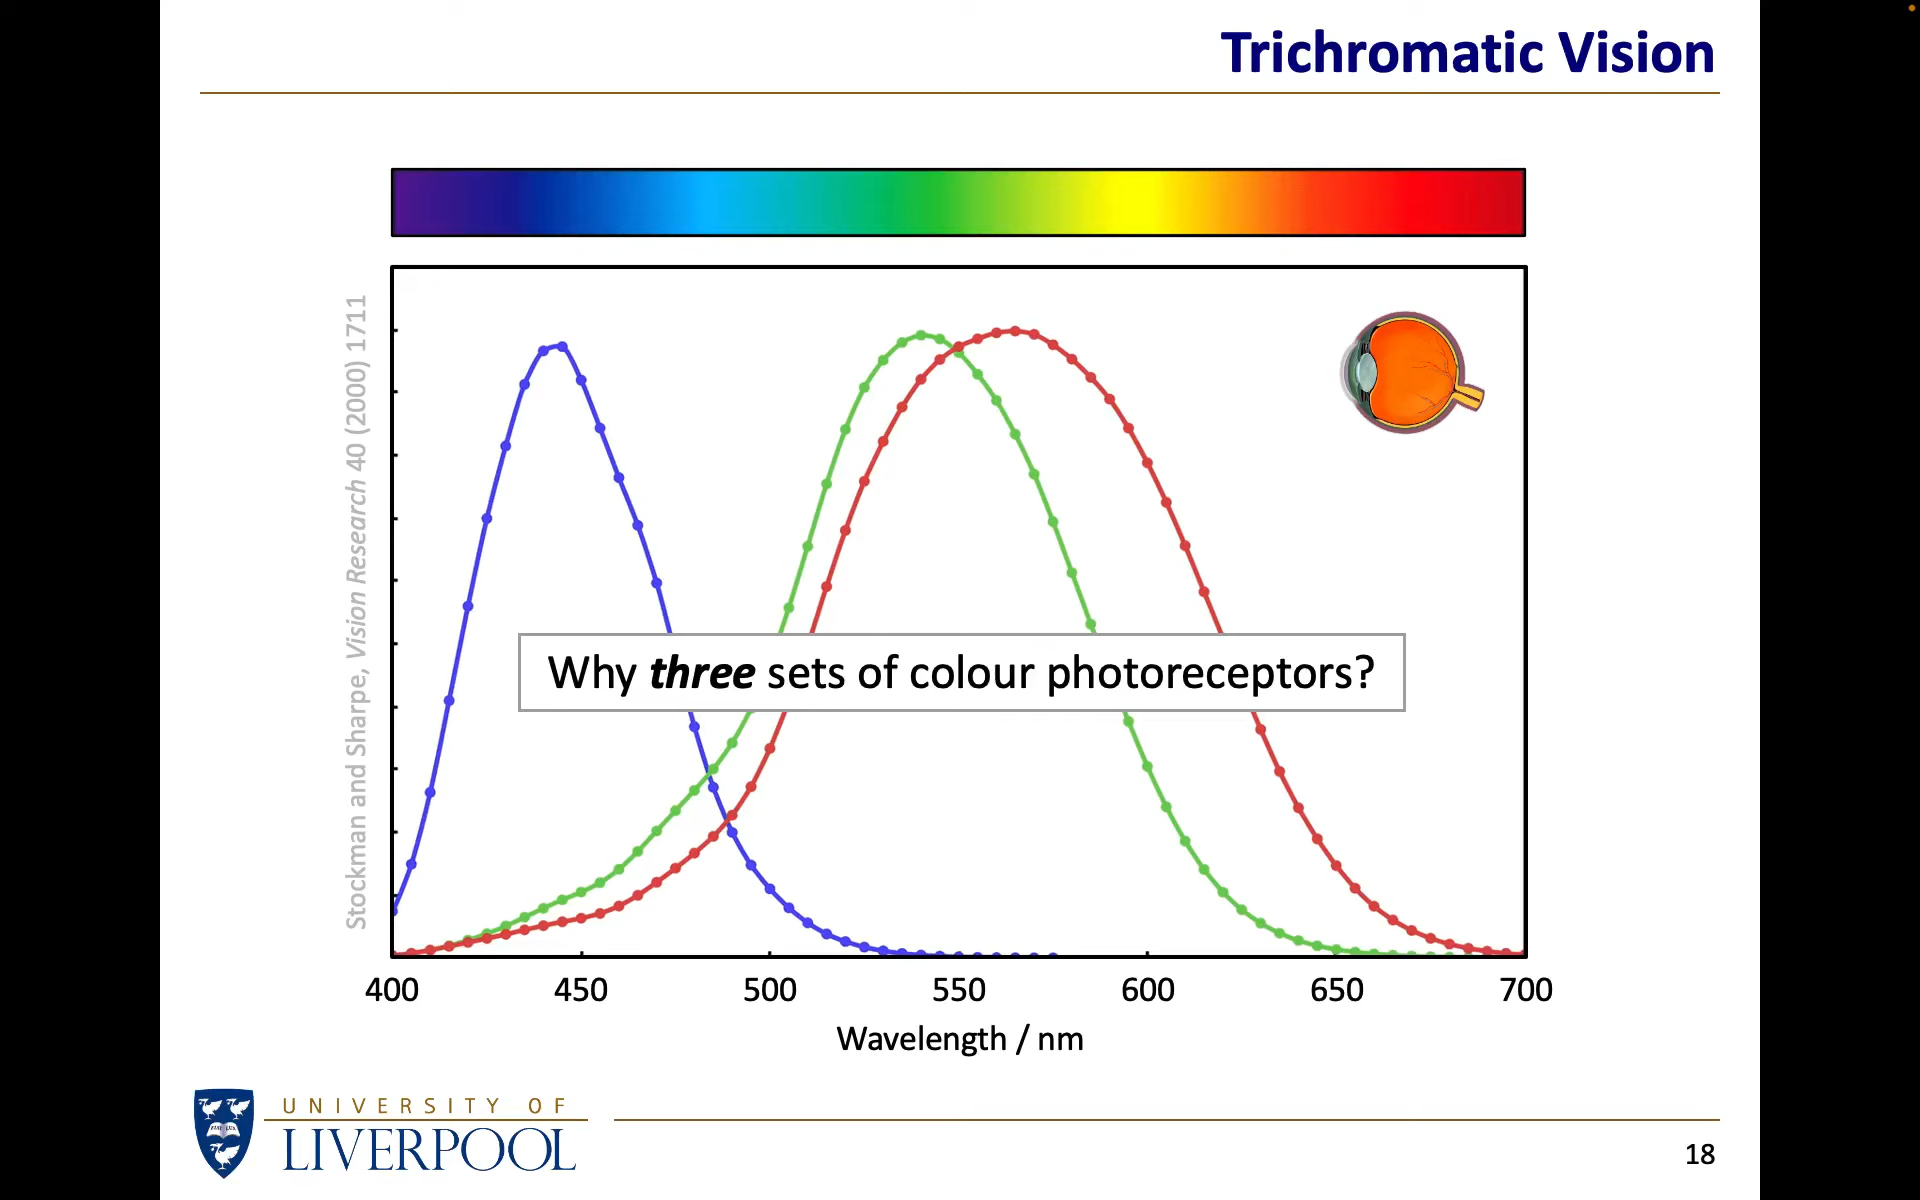 Trichromatic Vision
Stockman and Sharpe, Vision Research 40 (2000) 1711
Why three sets of colour photoreceptors?
400 450 500 550 600 650 700
Wavelength / nm
UNIVERSITY OF
LIVERPOOL
18